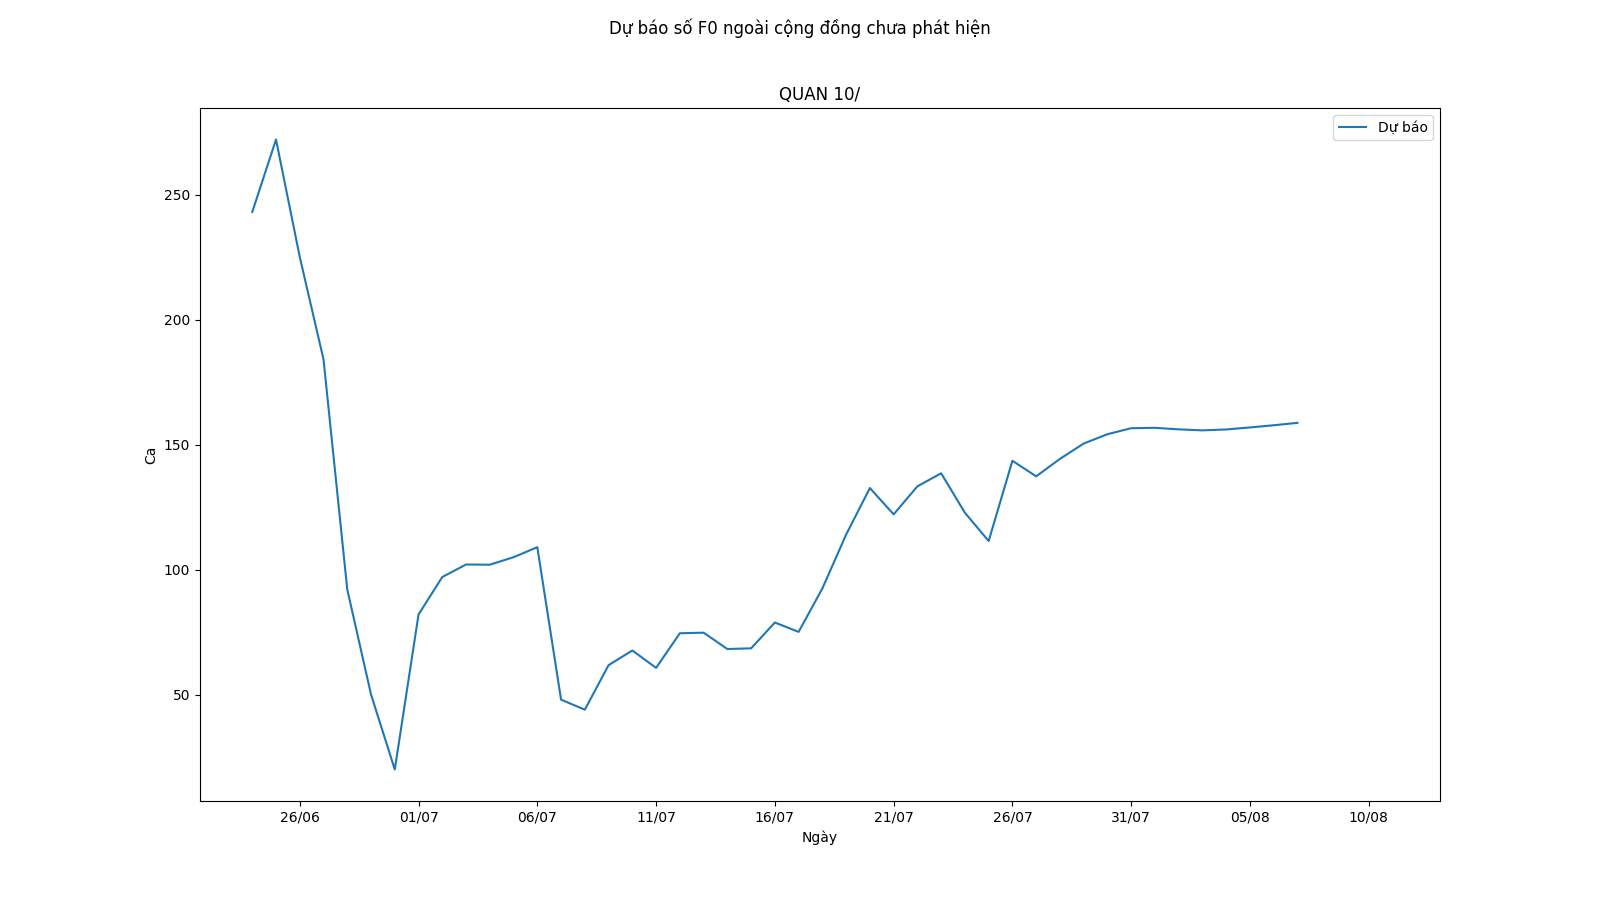 Dự báo số F0 ngoài cộng đồng chưa phát hiện
QUAN 10/
Dự báo
250
200
150
100
50
Ca
26/06 01/07 06/07 11/07 16/07 21/07 26/07 31/07 05/08 10/08
Ngày